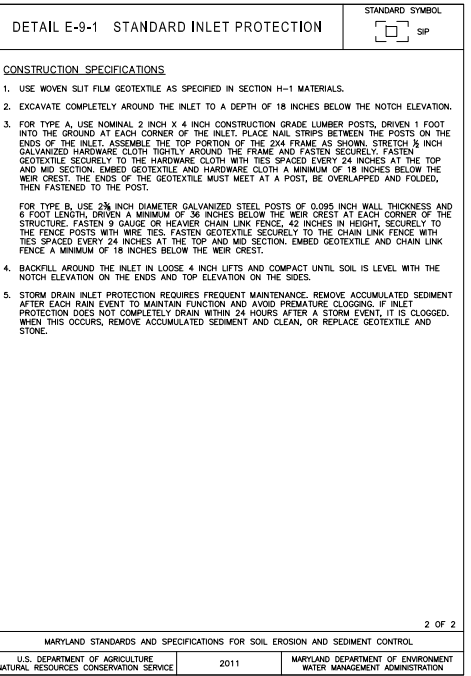 DETAIL E-9-1 STANDARD INLET PROTECTION
STANDARD SYMBOL
SIP
CONSTRUCTION SPECIFICATIONS
1. USE WOVEN SLIT FILM GEOTEXTILE AS SPECIFIED IN SECTION H-1 MATERIALS.
2. EXCAVATE COMPLETELY AROUND THE INLET TO A DEPTH OF 18 INCHES BELOW THE NOTCH ELEVATION.
3. FOR TYPE A, USE NOMINAL 2 INCH X 4 INCH CONSTRUCTION GRADE LUMBER POSTS, DRIVEN 1 FOOT
INTO THE GROUND AT EACH CORNER OF THE INLET. PLACE NAIL STRIPS BETWEEN THE POSTS ON THE
ENDS OF THE INLET. ASSEMBLE THE TOP PORTION OF THE 2X4 FRAME AS SHOWN. STRETCH ½ INCH
GALVANIZED HARDWARE CLOTH TIGHTLY AROUND THE FRAME AND FASTEN SECURELY. FASTEN
GEOTEXTILE SECURELY TO THE HARDWARE CLOTH WITH TIES SPACED EVERY 24 INCHES AT THE TOP
AND MID SECTION. EMBED GEOTEXTILE AND HARDWARE CLOTH A MINIMUM OF 18 INCHES BELOW THE
WEIR CREST. THE ENDS OF THE GEOTEXTILE MUST MEET AT A POST, BE OVERLAPPED AND FOLDED,
THEN FASTENED TO THE POST.
FOR TYPE B, USE 2⅜ INCH DIAMETER GALVANIZED STEEL POSTS OF 0.095 INCH WALL THICKNESS AND
6 FOOT LENGTH, DRIVEN A MINIMUM OF 36 INCHES BELOW THE WEIR CREST AT EACH CORNER OF THE
STRUCTURE. FASTEN 9 GAUGE OR HEAVIER CHAIN LINK FENCE, 42 INCHES IN HEIGHT, SECURELY TO
THE FENCE POSTS WITH WIRE TIES. FASTEN GEOTEXTILE SECURELY TO THE CHAIN LINK FENCE WITH
TIES SPACED EVERY 24 INCHES AT THE TOP AND MID SECTION. EMBED GEOTEXTILE AND CHAIN LINK
FENCE A MINIMUM OF 18 INCHES BELOW THE WEIR CREST.
4. BACKFILL AROUND THE INLET IN LOOSE 4 INCH LIFTS AND COMPACT UNTIL SOIL IS LEVEL WITH THE
NOTCH ELEVATION ON THE ENDS AND TOP ELEVATION ON THE SIDES.
5. STORM DRAIN INLET PROTECTION REQUIRES FREQUENT MAINTENANCE. REMOVE ACCUMULATED SEDIMENT
AFTER EACH RAIN EVENT TO MAINTAIN FUNCTION AND AVOID PREMATURE CLOGGING. IF INLET
PROTECTION DOES NOT COMPLETELY DRAIN WITHIN 24 HOURS AFTER A STORM EVENT, IT IS CLOGGED.
WHEN THIS OCCURS, REMOVE ACCUMULATED SEDIMENT AND CLEAN, OR REPLACE GEOTEXTILE AND
STONE.
2 OF 2
MARYLAND STANDARDS AND SPECIFICATIONS FOR SOIL EROSION AND SEDIMENT CONTROL
U.S. DEPARTMENT OF AGRICULTURE
NATURAL RESOURCES CONSERVATION SERVICE
2011
MARYLAND DEPARTMENT OF ENVIRONMENT
WATER MANAGEMENT ADMINISTRATION